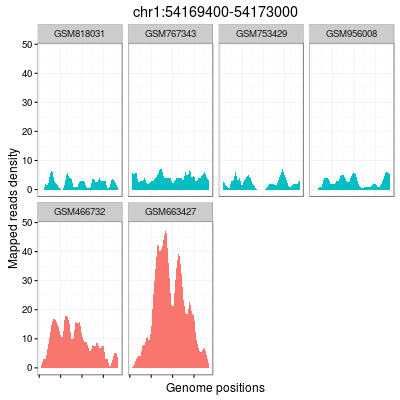 chr1:54169400-54173000
GSM818031 GSM767343 GSM753429 GSM956008
50
40
30
20
10
0
Mapped reads density
GSM466732 GSM663427
50
40
30
20
10
0
Genome positions